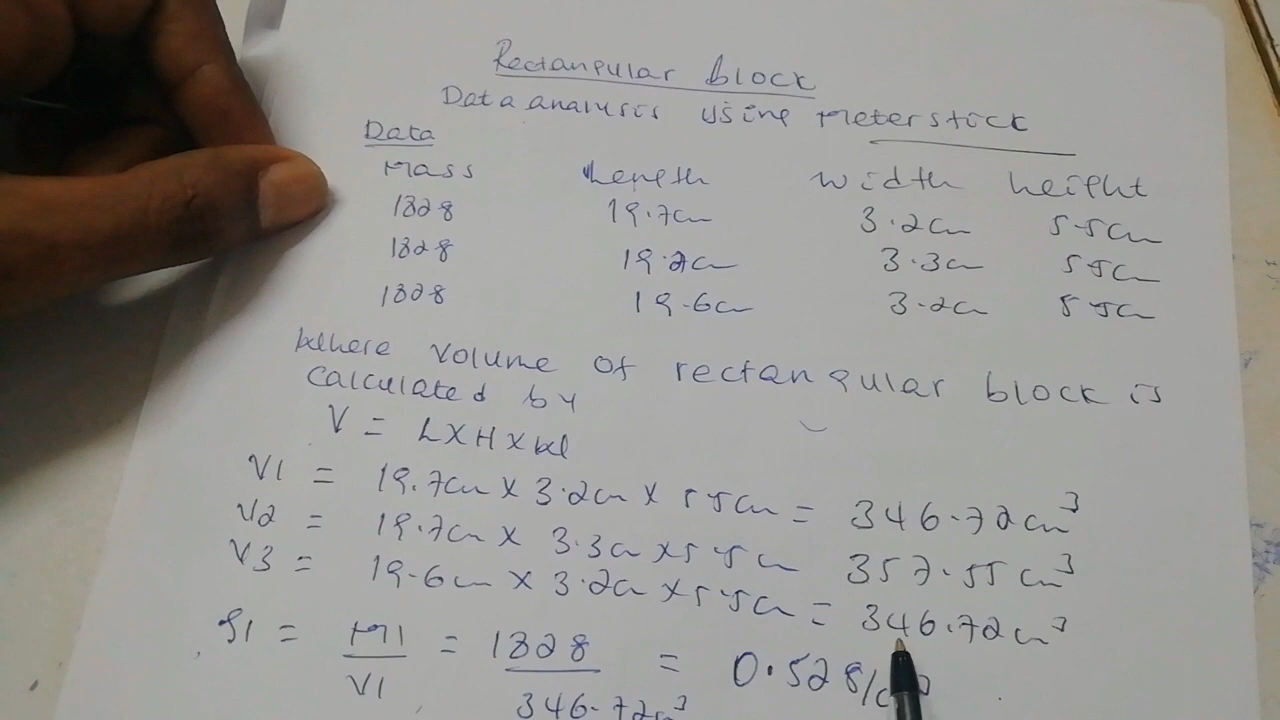 Rectangular block
Data analysis using Meterstick
Data
Mass Length width height
182g 19.7cm 3.2cm 5.5cm
182g 19.2cm 3.3cm 5.5cm
182g 19.6cm 3.2cm 5.5cm
Where volume of rectangular block is
calculated by
V = L×H×W
V1 = 19.7cm × 3.2cm × 5.5cm = 346.72cm³
V2 = 19.7cm × 3.3cm × 5.5cm 357.55cm³
V3 = 19.6cm × 3.2cm × 5.5cm = 346.72cm³
ρ1 = M1 = 182g = 0.52g/
V1 346.72cm³